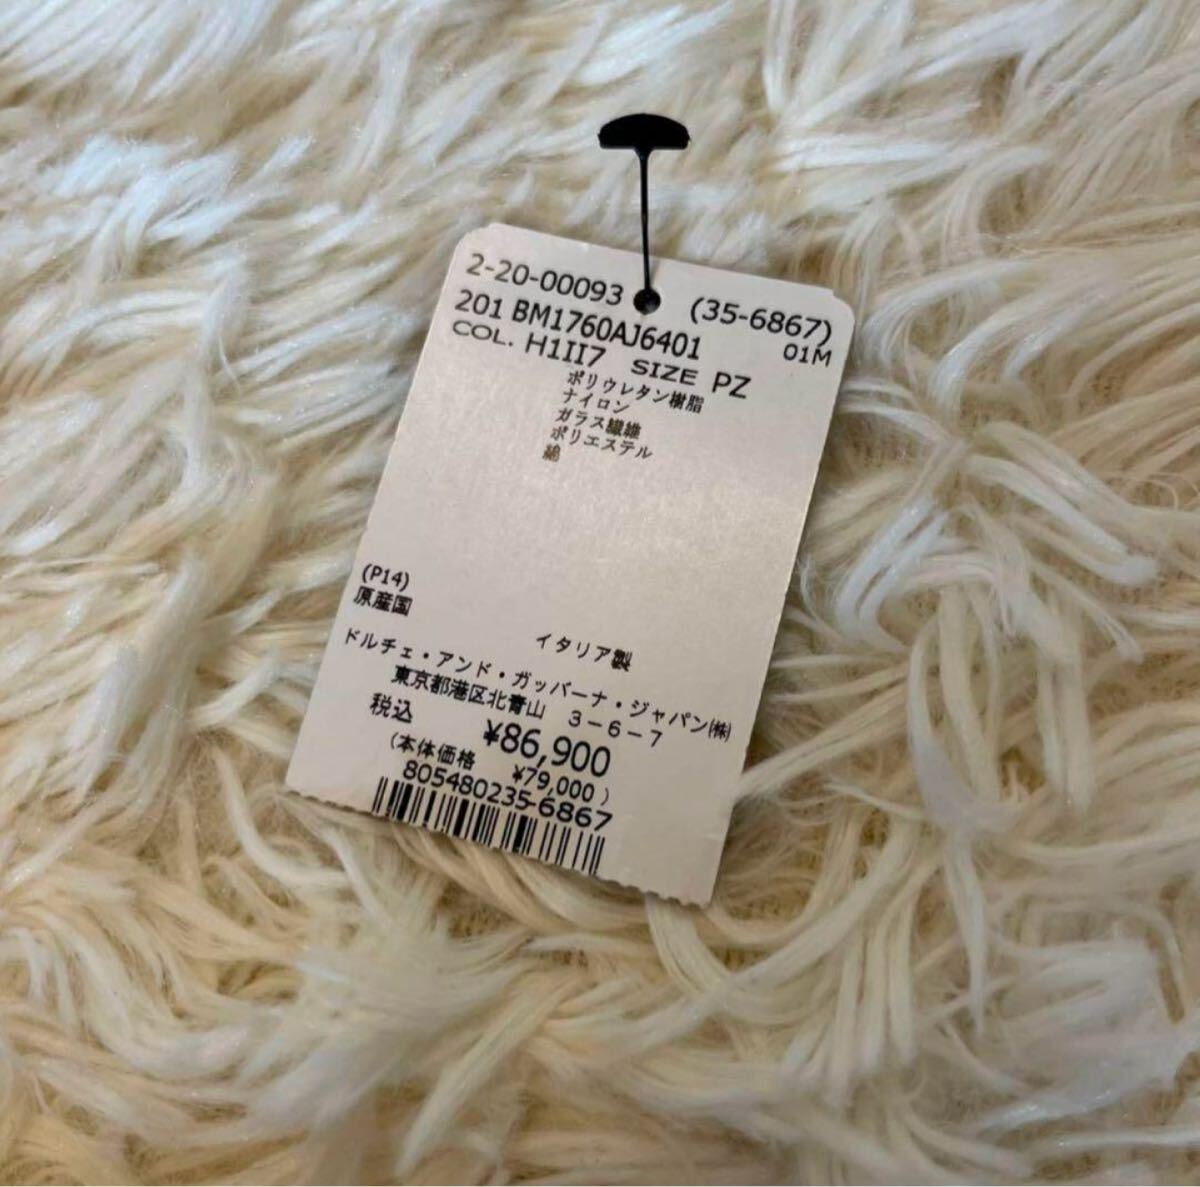 2-20-00093 (35-6867)
201 BM1760AJ6401 01M
COL. H1II7 SIZE PZ
ポリウレタン樹脂
ナイロン
ガラス繊維
ポリエステル
綿
(P14)
原産国
イタリア製
ドルチェ・アンド・ガッバーナ・ジャパン㈱
東京都港区北青山 3-6-7
税込 ¥86,900
(本体価格 ¥79,000)
805480235-6867